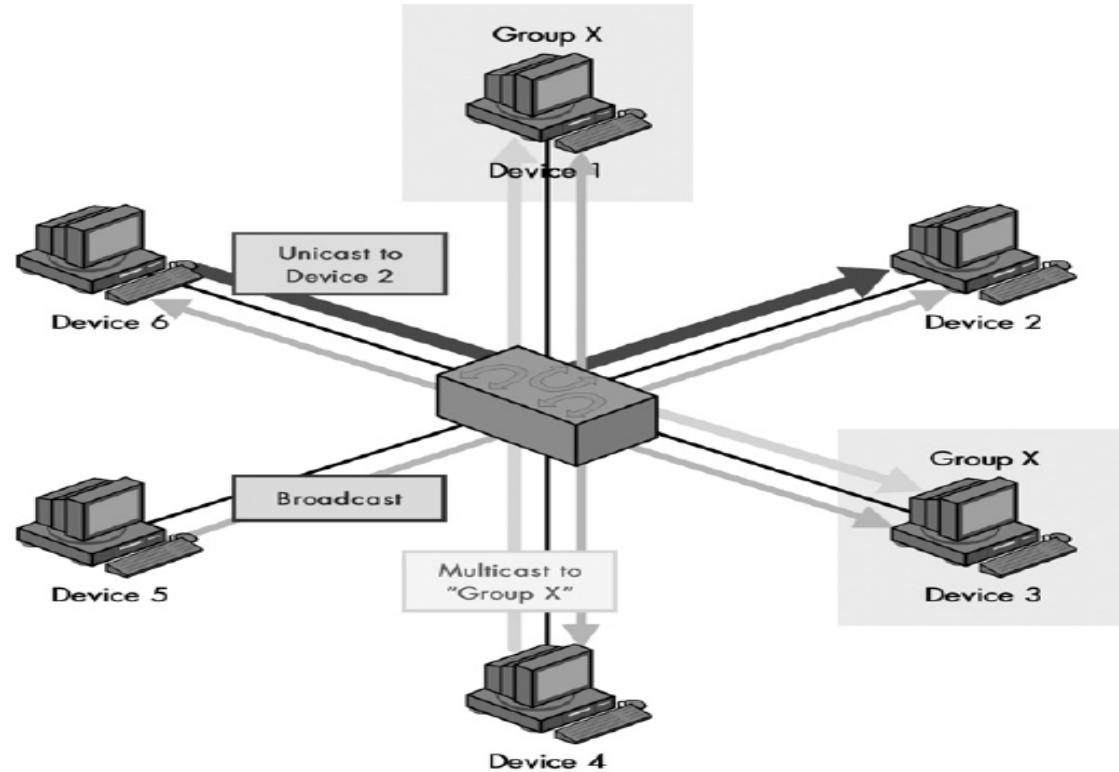 Group X
Device 1
Unicast to
Device 2
Device 6
Device 2
Broadcast
Group X
Multicast to
"Group X"
Device 5
Device 3
Device 4